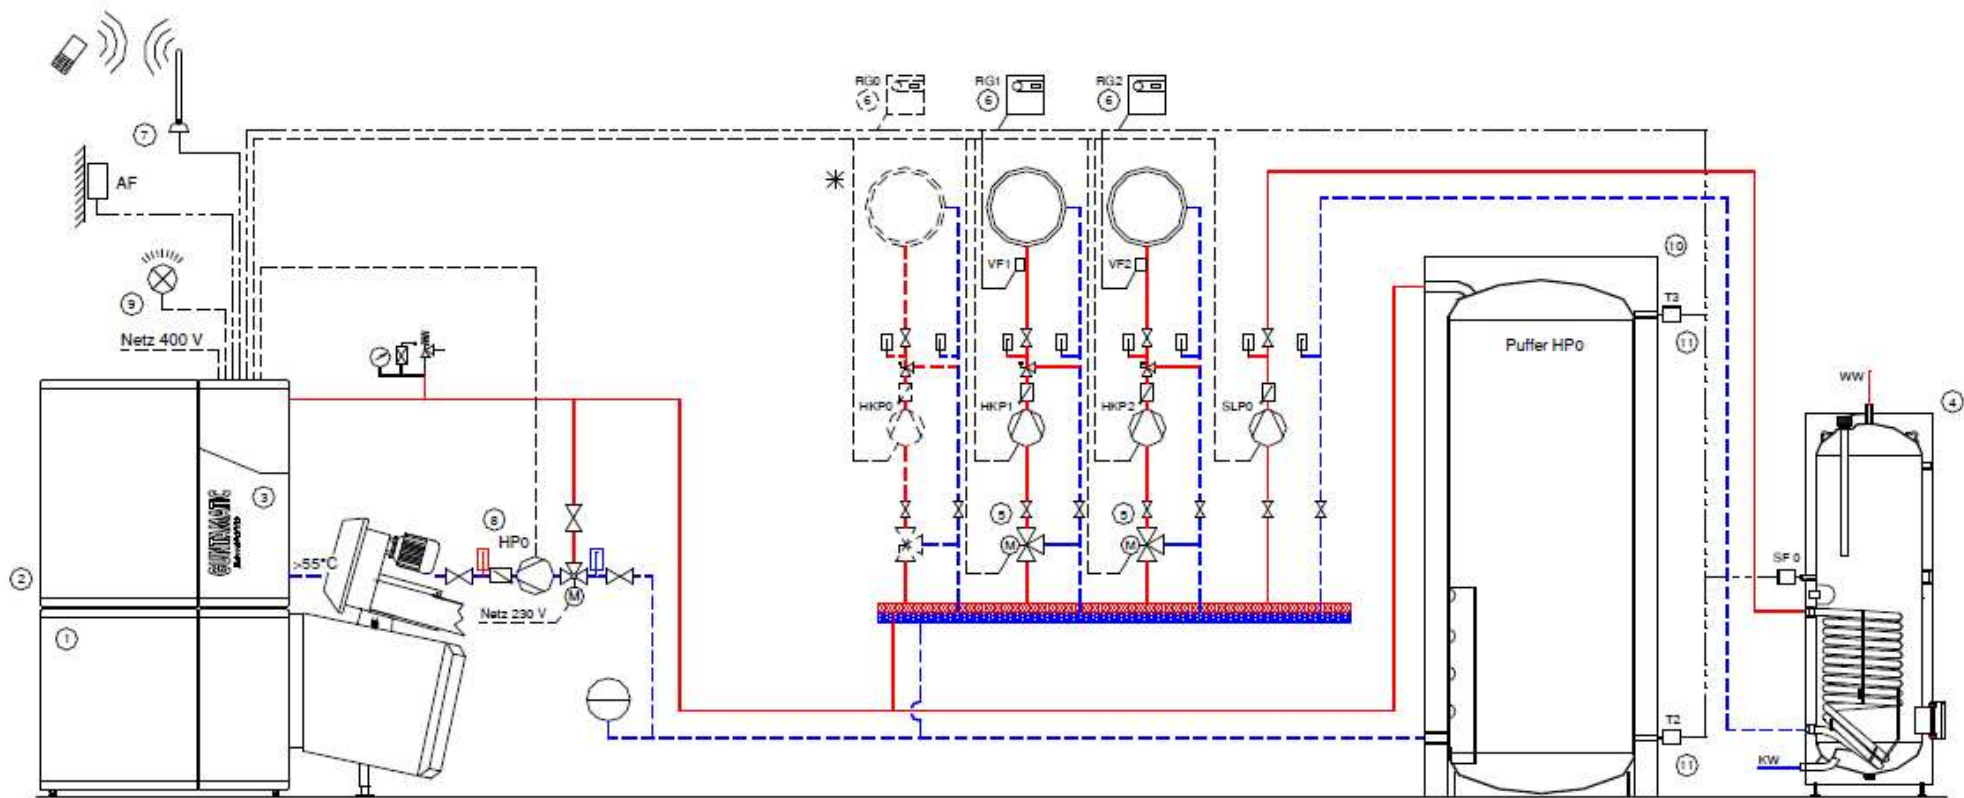 RG0
6
RG1
6
RG2
6
7
AF
9
Netz 400 V
10
VF1
VF2
T3
11
Puffer HP0
WW
4
HKP0
HKP1
HKP2
SLP0
3
GUNTAMATIC
8
HP0
5
5
M
M
SF 0
>55°C
2
M
Netz 230 V
1
T2
11
KW